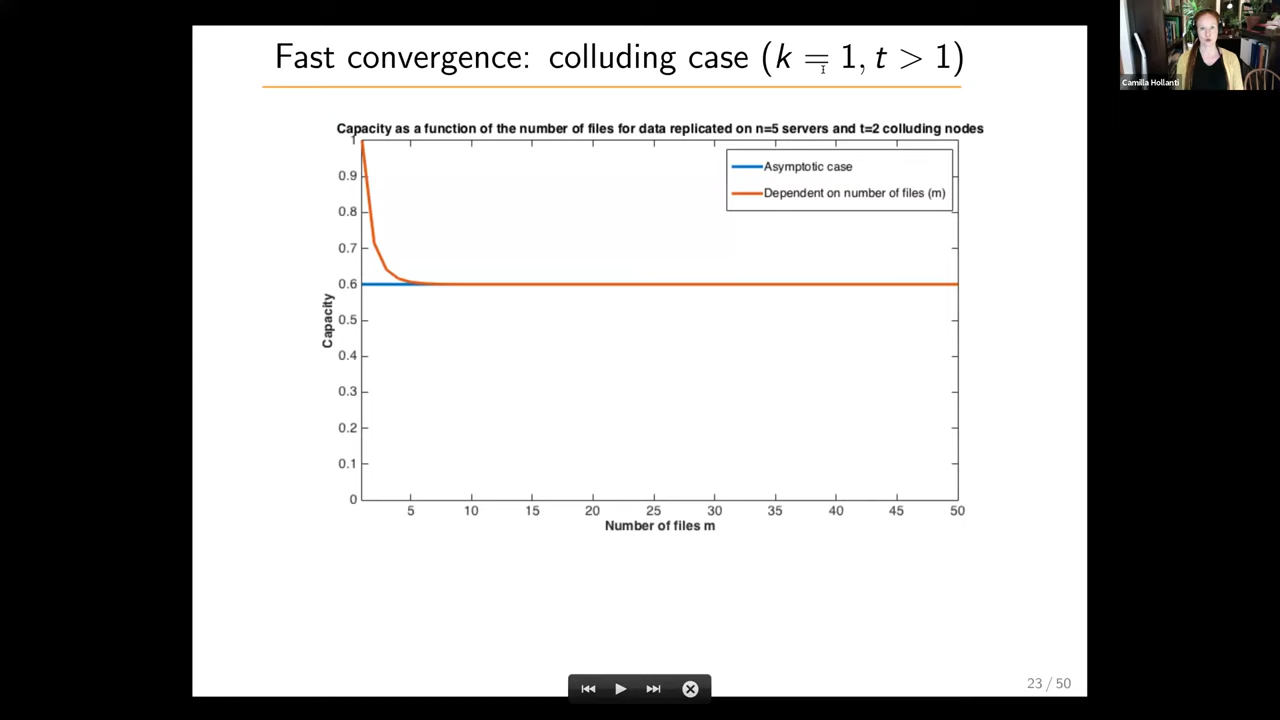 Fast convergence: colluding case (k = 1, t > 1)
Camilla Hollanti
Capacity as a function of the number of files for data replicated on n=5 servers and t=2 colluding nodes
Asymptotic case
Dependent on number of files (m)
1
0.9
0.8
0.7
0.6
0.5
0.4
0.3
0.2
0.1
0
Capacity
5 10 15 20 25 30 35 40 45 50
Number of files m
23 / 50